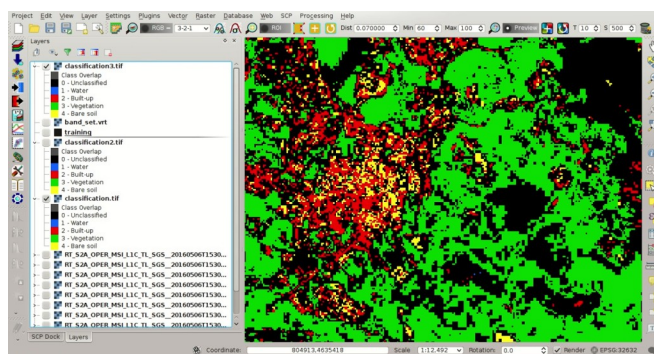 Project Edit View Layer Settings Plugins Vector Raster Database Web SCP Processing Help
RGB = 3-2-1 ROI Dist 0.070000 Min 60 Max 100 Preview T 10 S 500
Layers
classification3.tif
Class Overlap
0 - Unclassified
1 - Water
2 - Built-up
3 - Vegetation
4 - Bare soil
band_set.vrt
training
classification2.tif
Class Overlap
0 - Unclassified
1 - Water
2 - Built-up
3 - Vegetation
4 - Bare soil
classification.tif
Class Overlap
0 - Unclassified
1 - Water
2 - Built-up
3 - Vegetation
4 - Bare soil
RT_S2A_OPER_MSI_L1C_TL_SGS__20160506T1530...
RT_S2A_OPER_MSI_L1C_TL_SGS__20160506T1530...
RT_S2A_OPER_MSI_L1C_TL_SGS__20160506T1530...
RT_S2A_OPER_MSI_L1C_TL_SGS__20160506T1530...
RT_S2A_OPER_MSI_L1C_TL_SGS__20160506T1530...
RT_S2A_OPER_MSI_L1C_TL_SGS__20160506T1530...
RT_S2A_OPER_MSI_L1C_TL_SGS__20160506T1530...
SCP Dock Layers
Coordinate: 804913,4635418 Scale 1:12.492 Rotation: 0.0 Render EPSG:32632